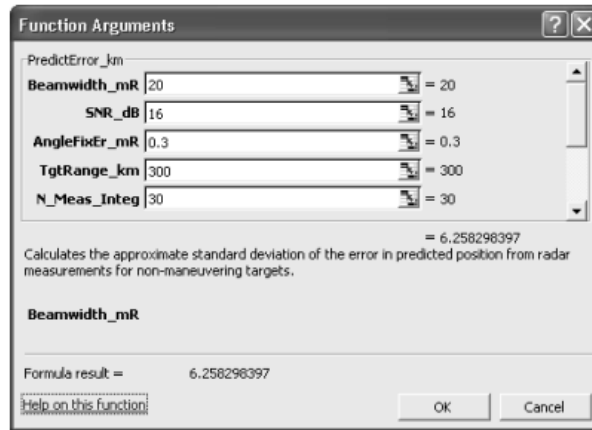 Function Arguments
PredictError_km
Beamwidth_mR 20 = 20
SNR_dB 16 = 16
AngleFixEr_mR 0.3 = 0.3
TgtRange_km 300 = 300
N_Meas_Integ 30 = 30
= 6.258298397
Calculates the approximate standard deviation of the error in predicted position from radar
measurements for non-maneuvering targets.
Beamwidth_mR
Formula result = 6.258298397
Help on this function OK Cancel